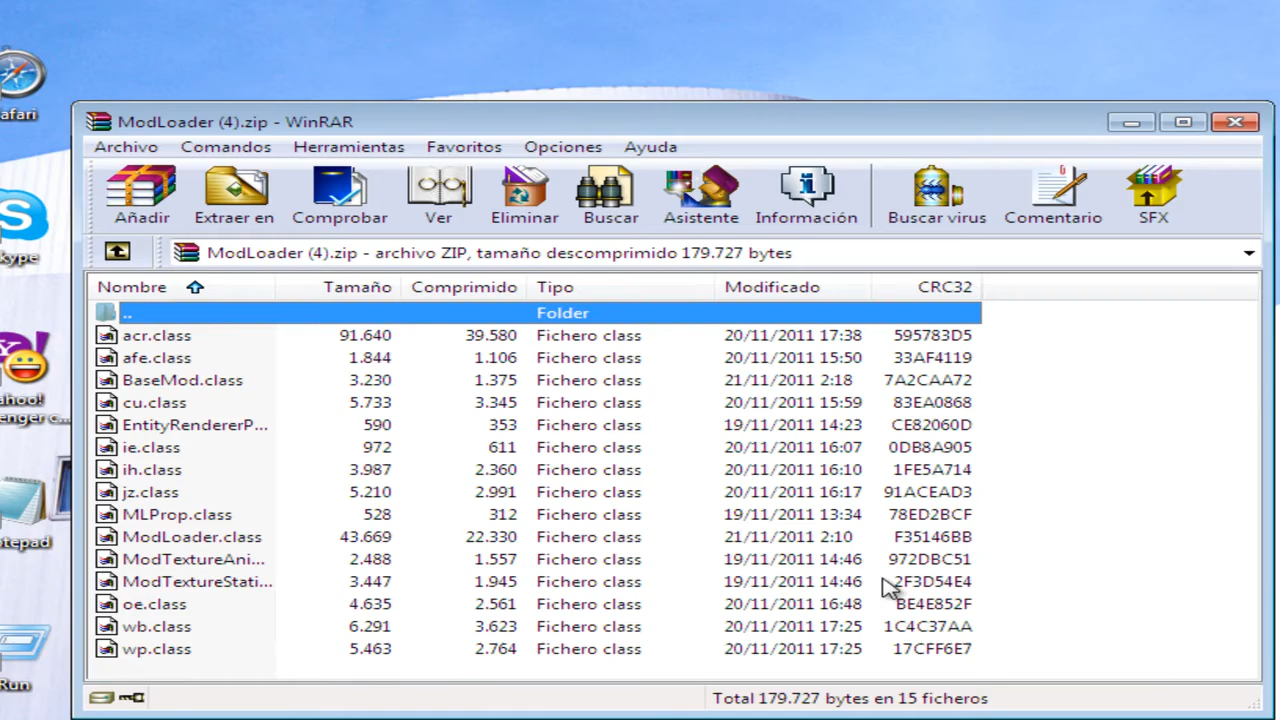 afari
kype
ahoo!
enger c...
otepad
Run
ModLoader (4).zip - WinRAR
Archivo Comandos Herramientas Favoritos Opciones Ayuda
Añadir Extraer en Comprobar Ver Eliminar Buscar Asistente Información Buscar virus Comentario SFX
ModLoader (4).zip - archivo ZIP, tamaño descomprimido 179.727 bytes
Nombre Tamaño Comprimido Tipo Modificado CRC32
.. Folder
acr.class 91.640 39.580 Fichero class 20/11/2011 17:38 595783D5
afe.class 1.844 1.106 Fichero class 20/11/2011 15:50 33AF4119
BaseMod.class 3.230 1.375 Fichero class 21/11/2011 2:18 7A2CAA72
cu.class 5.733 3.345 Fichero class 20/11/2011 15:59 83EA0868
EntityRendererP... 590 353 Fichero class 19/11/2011 14:23 CE82060D
ie.class 972 611 Fichero class 20/11/2011 16:07 0DB8A905
ih.class 3.987 2.360 Fichero class 20/11/2011 16:10 1FE5A714
jz.class 5.210 2.991 Fichero class 20/11/2011 16:17 91ACEAD3
MLProp.class 528 312 Fichero class 19/11/2011 13:34 78ED2BCF
ModLoader.class 43.669 22.330 Fichero class 21/11/2011 2:10 F35146BB
ModTextureAni... 2.488 1.557 Fichero class 19/11/2011 14:46 972DBC51
ModTextureStati... 3.447 1.945 Fichero class 19/11/2011 14:46 2F3D54E4
oe.class 4.635 2.561 Fichero class 20/11/2011 16:48 BE4E852F
wb.class 6.291 3.623 Fichero class 20/11/2011 17:25 1C4C37AA
wp.class 5.463 2.764 Fichero class 20/11/2011 17:25 17CFF6E7
Total 179.727 bytes en 15 ficheros